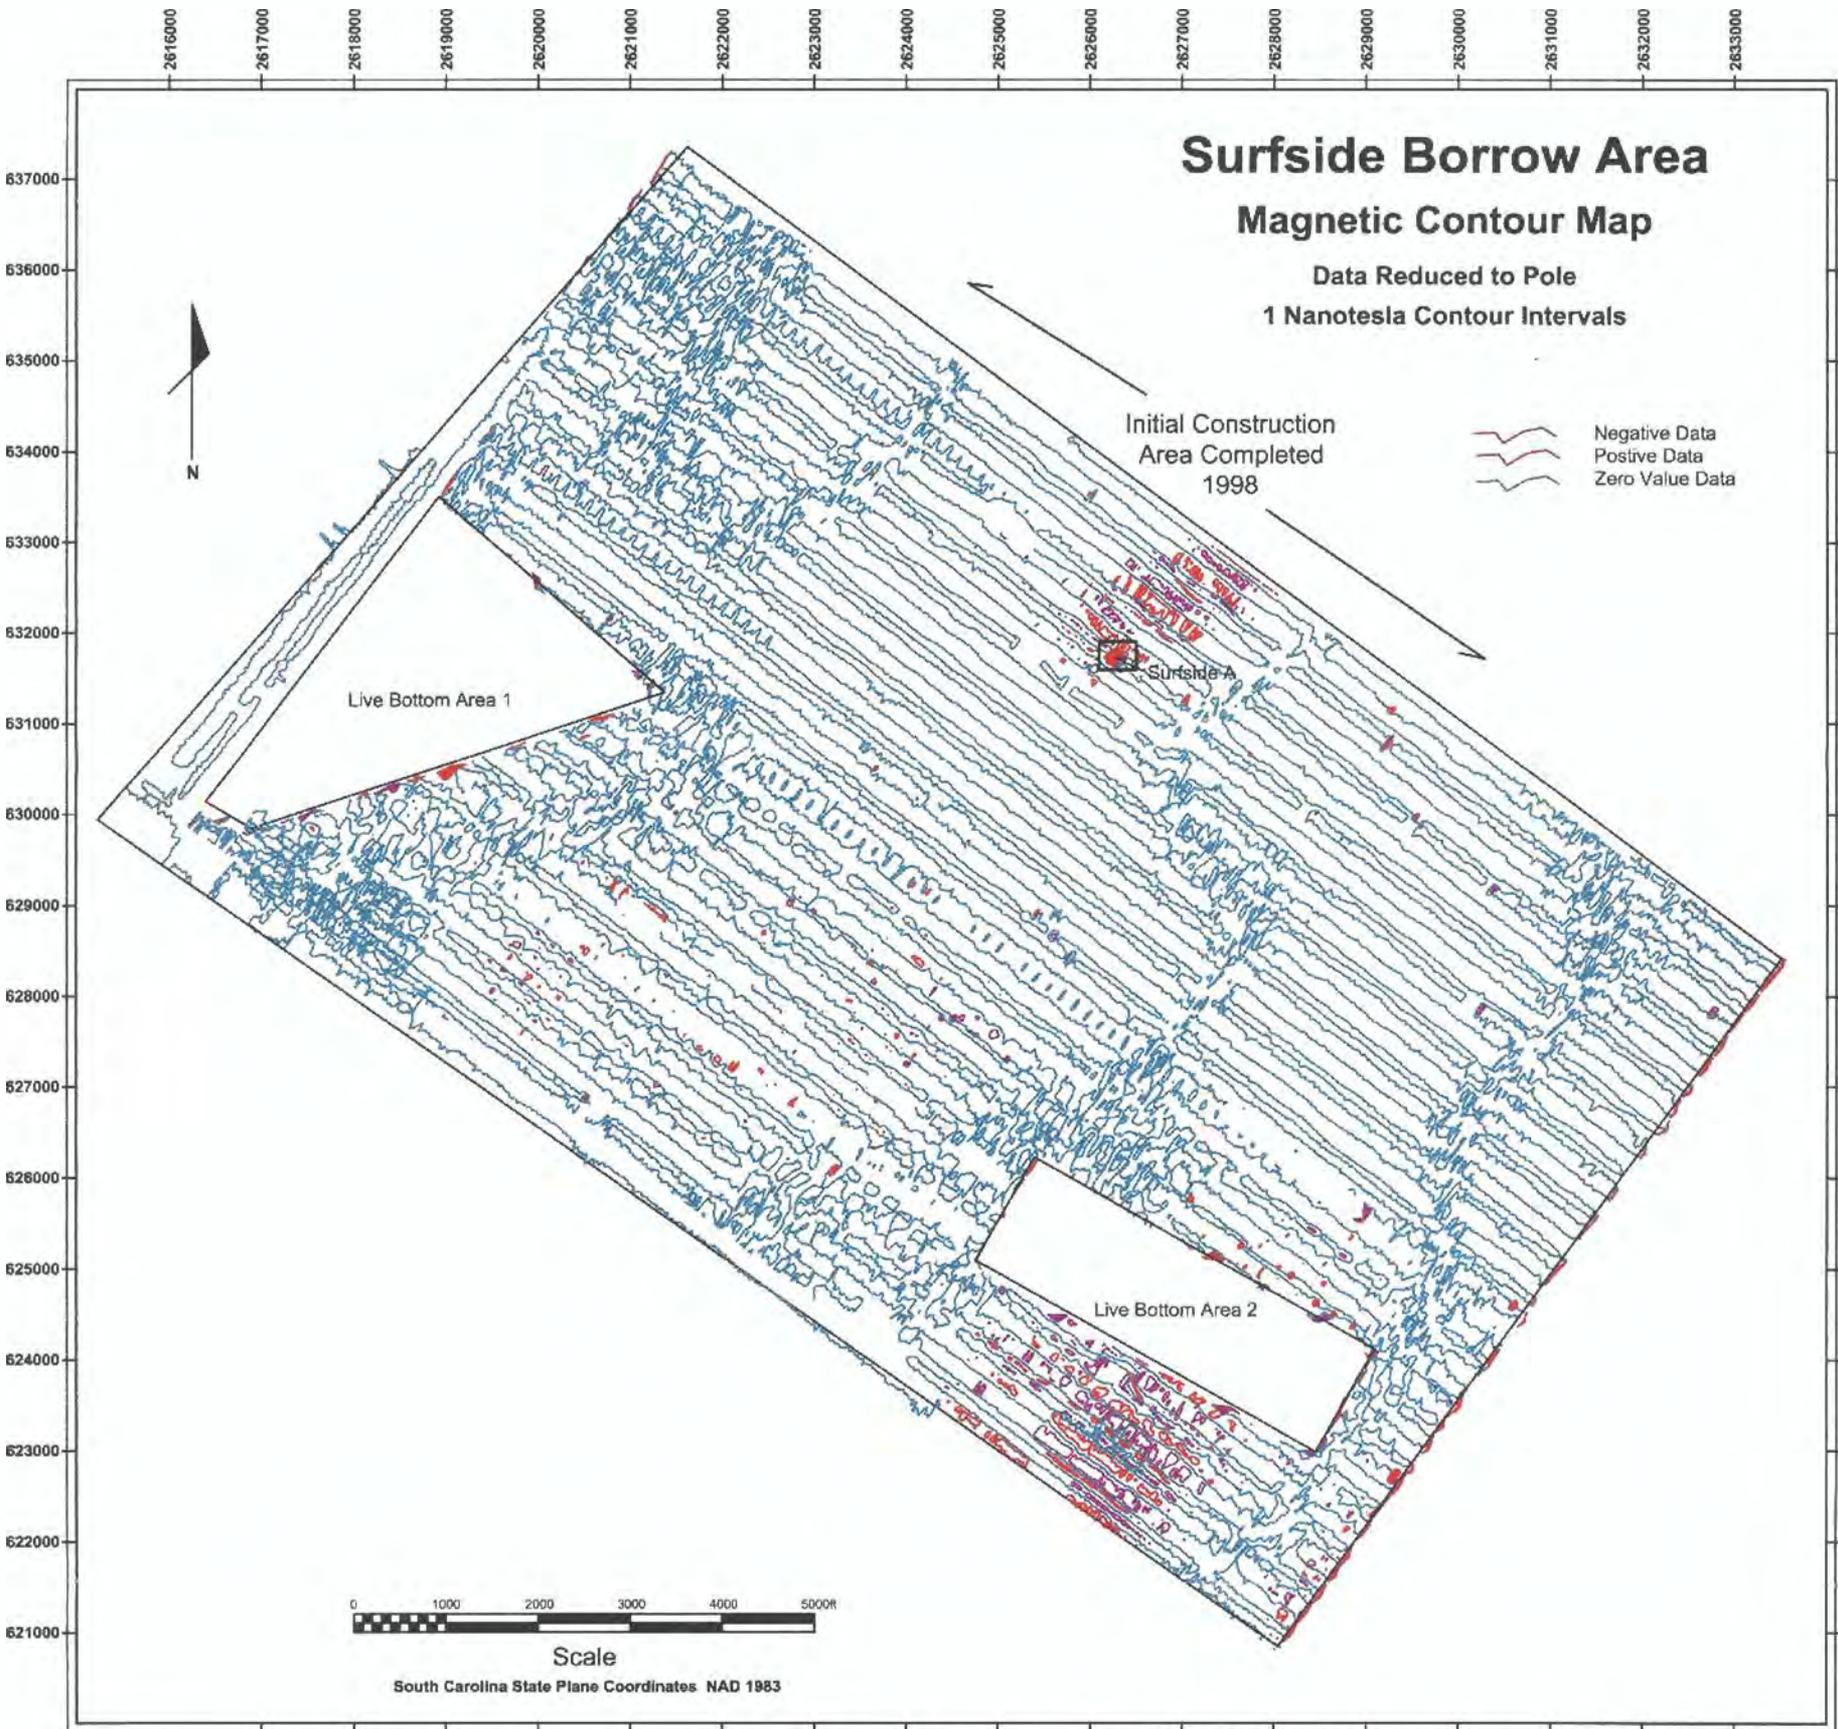 2616000 2617000 2618000 2619000 2620000 2621000 2622000 2623000 2624000 2625000 2626000 2627000 2628000 2629000 2630000 2631000 2632000 2633000
Surfside Borrow Area
Magnetic Contour Map
Data Reduced to Pole
1 Nanotesla Contour Intervals
Initial Construction
Area Completed
1998
Negative Data
Postive Data
Zero Value Data
N
637000
636000
635000
634000
633000
632000
631000
630000
629000
628000
627000
626000
625000
624000
623000
622000
621000
Surfside A
Live Bottom Area 1
Live Bottom Area 2
0 1000 2000 3000 4000 5000ft
Scale
South Carolina State Plane Coordinates NAD 1983